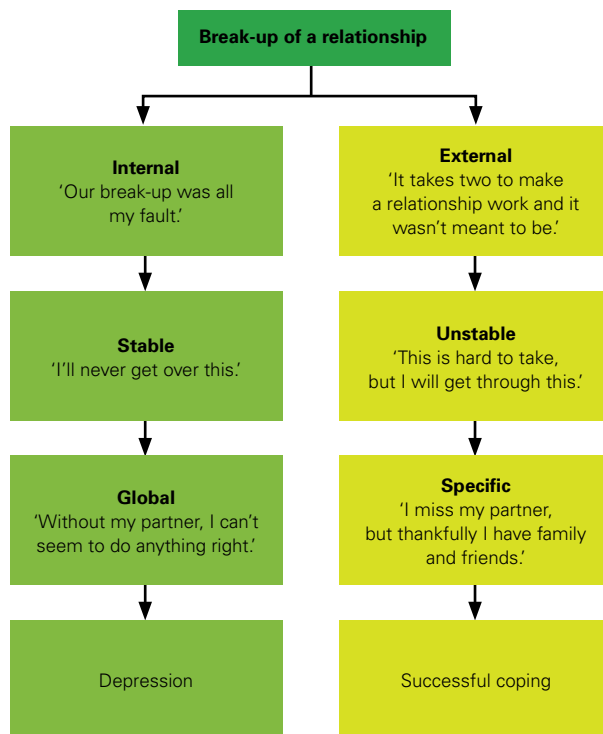 Break-up of a relationship
Internal
‘Our break-up was all
my fault.’
Stable
‘I’ll never get over this.’
Global
‘Without my partner, I can’t
seem to do anything right.’
Depression
External
‘It takes two to make
a relationship work and it
wasn’t meant to be.’
Unstable
‘This is hard to take,
but I will get through this.’
Specific
‘I miss my partner,
but thankfully I have family
and friends.’
Successful coping